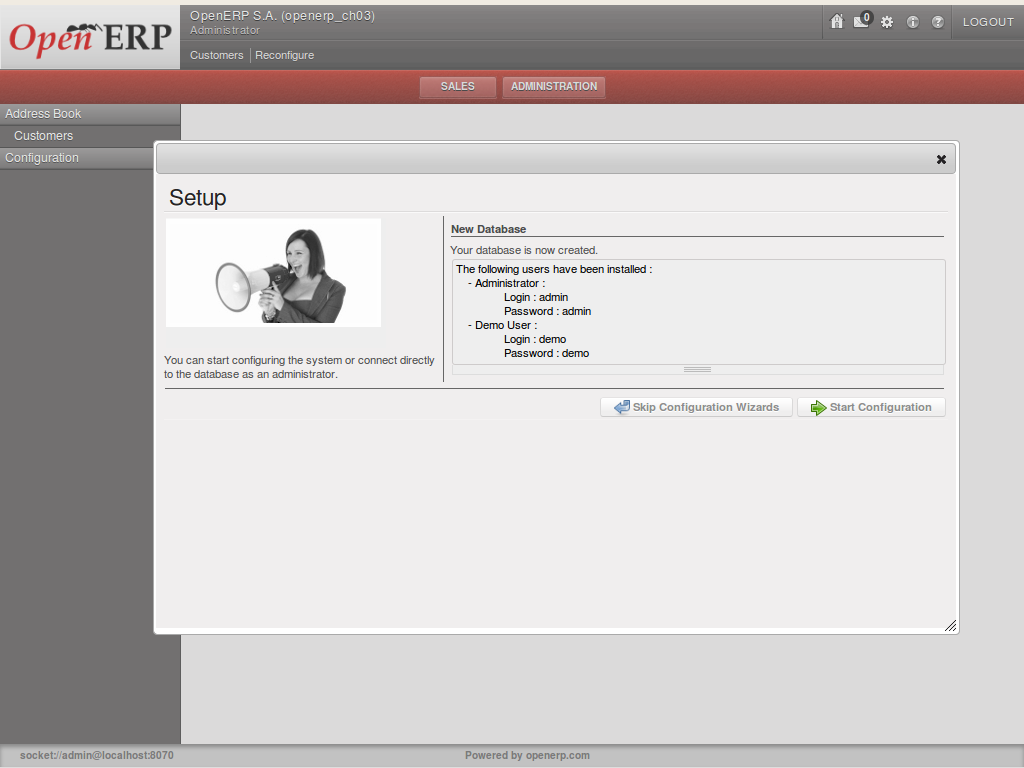 Open ERP
OpenERP S.A. (openerp_ch03)
Administrator
Customers
Reconfigure
0
LOGOUT
SALES
ADMINISTRATION
Address Book
Customers
Configuration
Setup
New Database
Your database is now created.
The following users have been installed :
- Administrator :
Login : admin
Password : admin
- Demo User :
Login : demo
Password : demo
You can start configuring the system or connect directly
to the database as an administrator.
Skip Configuration Wizards
Start Configuration
socket://admin@localhost:8070
Powered by openerp.com